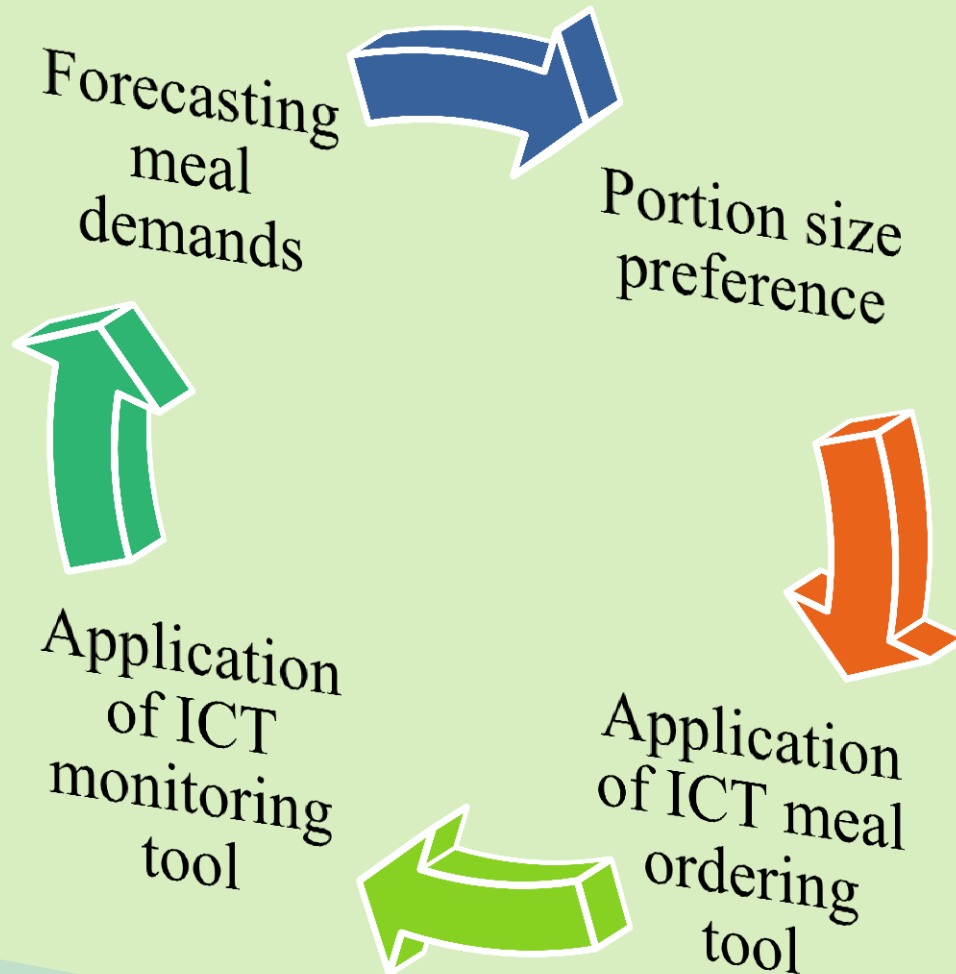 Forecasting
meal
demands
Portion size
preference
Application
of ICT meal
ordering
tool
Application
of ICT
monitoring
tool